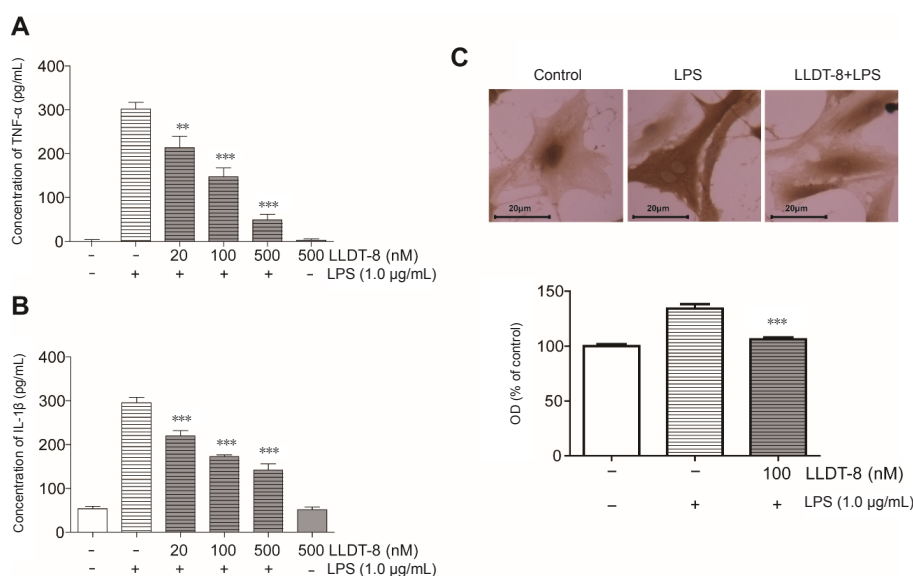 A
Concentration of TNF-α (pg/mL)
400
300
200
100
0
**
***
***
- - 20 100 500 500 LLDT-8 (nM)
- + + + + - LPS (1.0 µg/mL)
B
Concentration of IL-1β (pg/mL)
400
300
200
100
0
***
***
***
- - 20 100 500 500 LLDT-8 (nM)
- + + + + - LPS (1.0 µg/mL)
C
Control LPS LLDT-8+LPS
20µm 20µm 20µm
OD (% of control)
150
100
50
0
***
- - 100 LLDT-8 (nM)
- + + LPS (1.0 µg/mL)